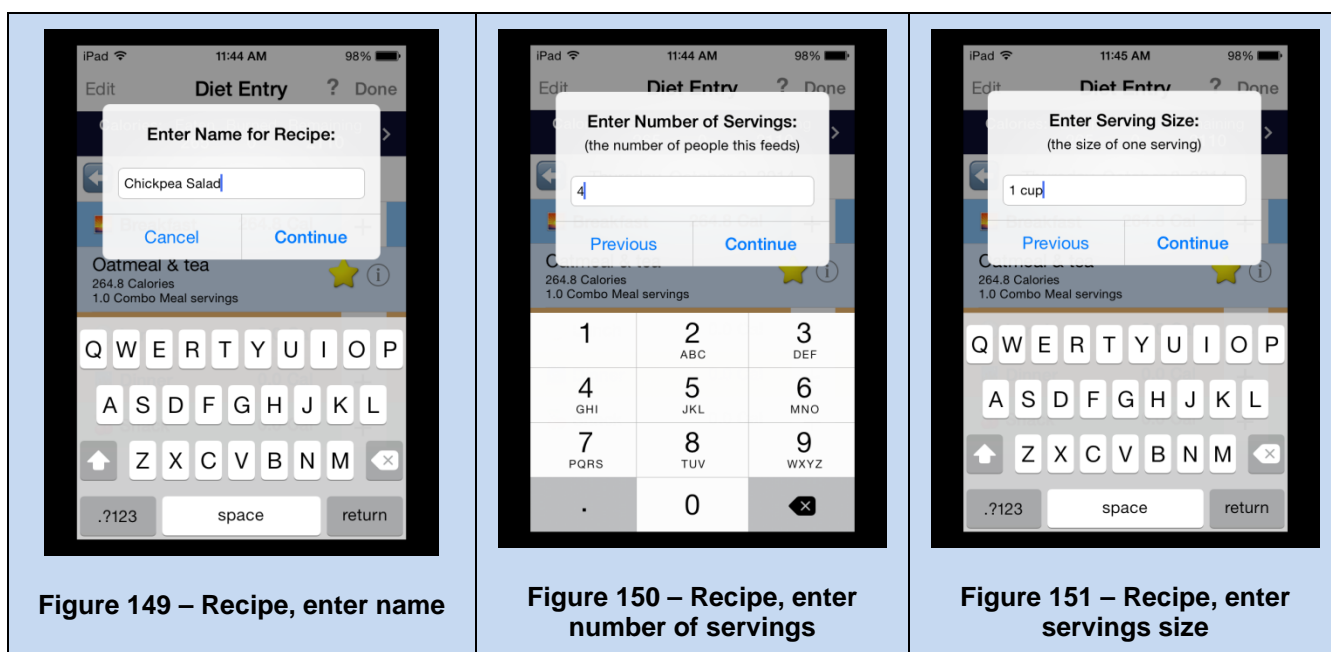 iPad 11:44 AM 98%
Edit Diet Entry ? Done
Enter Name for Recipe:
Chickpea Salad
Cancel Continue
Oatmeal & tea
264.8 Calories
1.0 Combo Meal servings
Q W E R T Y U I O P
A S D F G H J K L
Z X C V B N M
.?123 space return
Figure 149 – Recipe, enter name
iPad 11:44 AM 98%
Edit Diet Entry ? Done
Enter Number of Servings:
(the number of people this feeds)
4
Previous Continue
Oatmeal & tea
264.8 Calories
1.0 Combo Meal servings
1 2 3
ABC DEF
4 5 6
GHI JKL MNO
7 8 9
PQRS TUV WXYZ
. 0
Figure 150 – Recipe, enter
number of servings
iPad 11:45 AM 98%
Edit Diet Entry ? Done
Enter Serving Size:
(the size of one serving)
1 cup
Previous Continue
Oatmeal & tea
264.8 Calories
1.0 Combo Meal servings
Q W E R T Y U I O P
A S D F G H J K L
Z X C V B N M
.?123 space return
Figure 151 – Recipe, enter
servings size